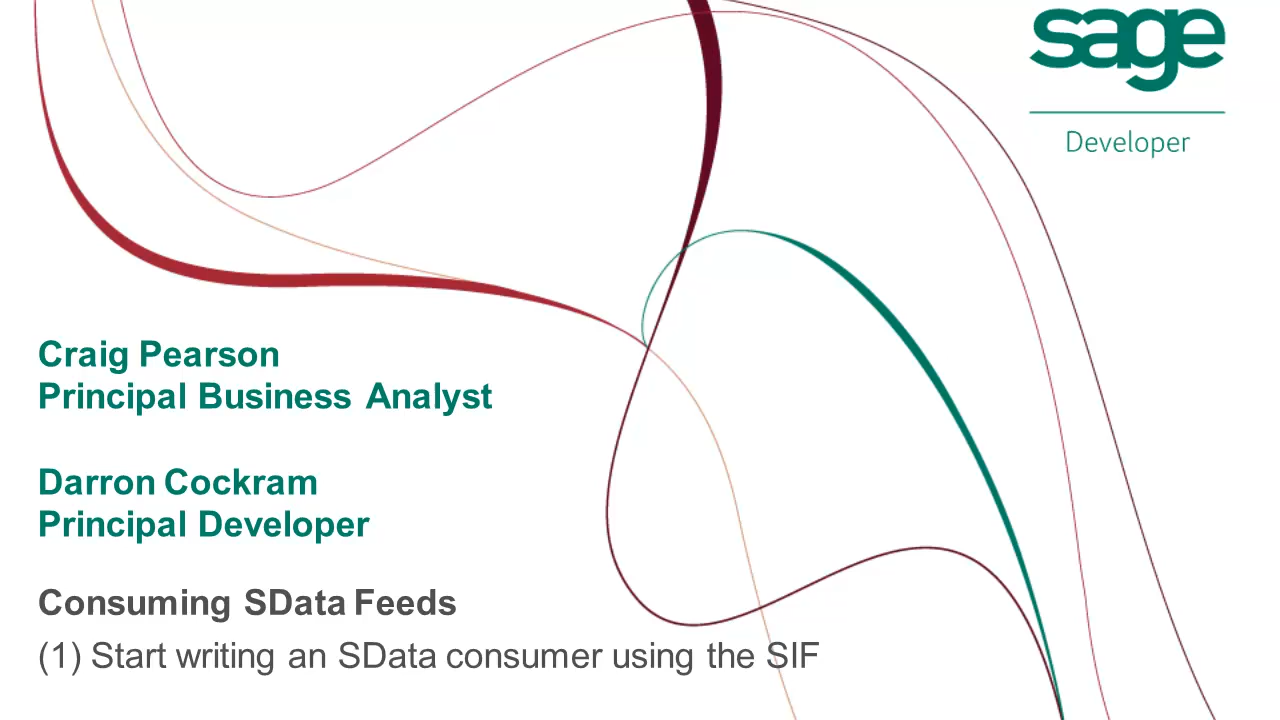 sage
Developer
Craig Pearson
Principal Business Analyst
Darron Cockram
Principal Developer
Consuming SData Feeds
(1) Start writing an SData consumer using the SIF